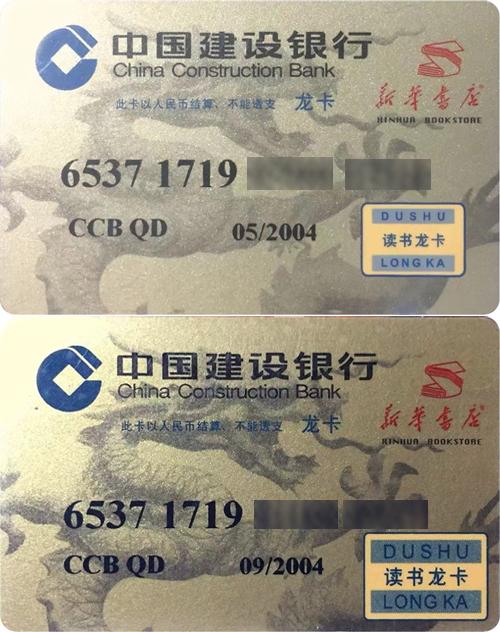 中国建设银行
China Construction Bank
此卡以人民币结算、不能透支 龙卡
新华书店
XINHUA BOOKSTORE
6537 1719
CCB QD 05/2004
DUSHU
读书龙卡
LONG KA
中国建设银行
China Construction Bank
此卡以人民币结算、不能透支 龙卡
新华书店
XINHUA BOOKSTORE
6537 1719
CCB QD 09/2004
DUSHU
读书龙卡
LONG KA